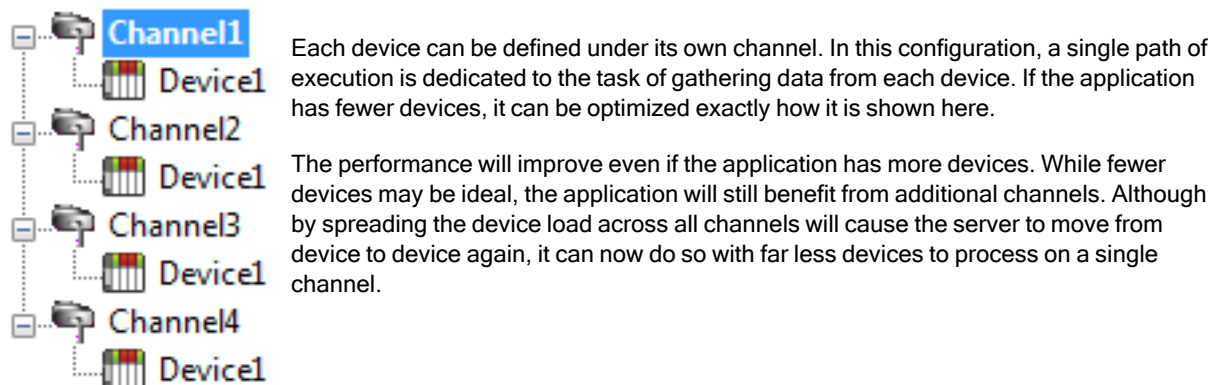 Channel1
Device1
Channel2
Device1
Channel3
Device1
Channel4
Device1
Each device can be defined under its own channel. In this configuration, a single path of
execution is dedicated to the task of gathering data from each device. If the application
has fewer devices, it can be optimized exactly how it is shown here.
The performance will improve even if the application has more devices. While fewer
devices may be ideal, the application will still benefit from additional channels. Although
by spreading the device load across all channels will cause the server to move from
device to device again, it can now do so with far less devices to process on a single
channel.